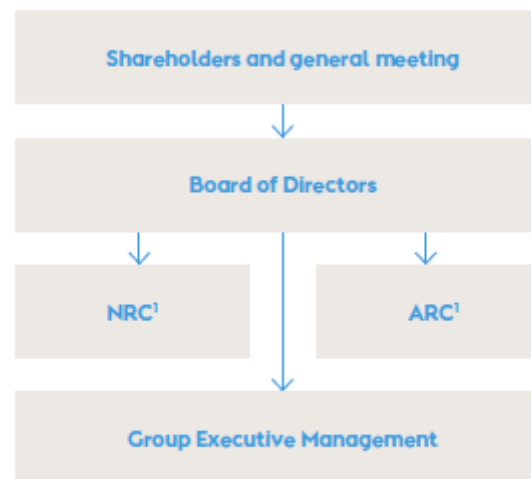 Shareholders and general meeting
Board of Directors
NRC¹
ARC¹
Group Executive Management